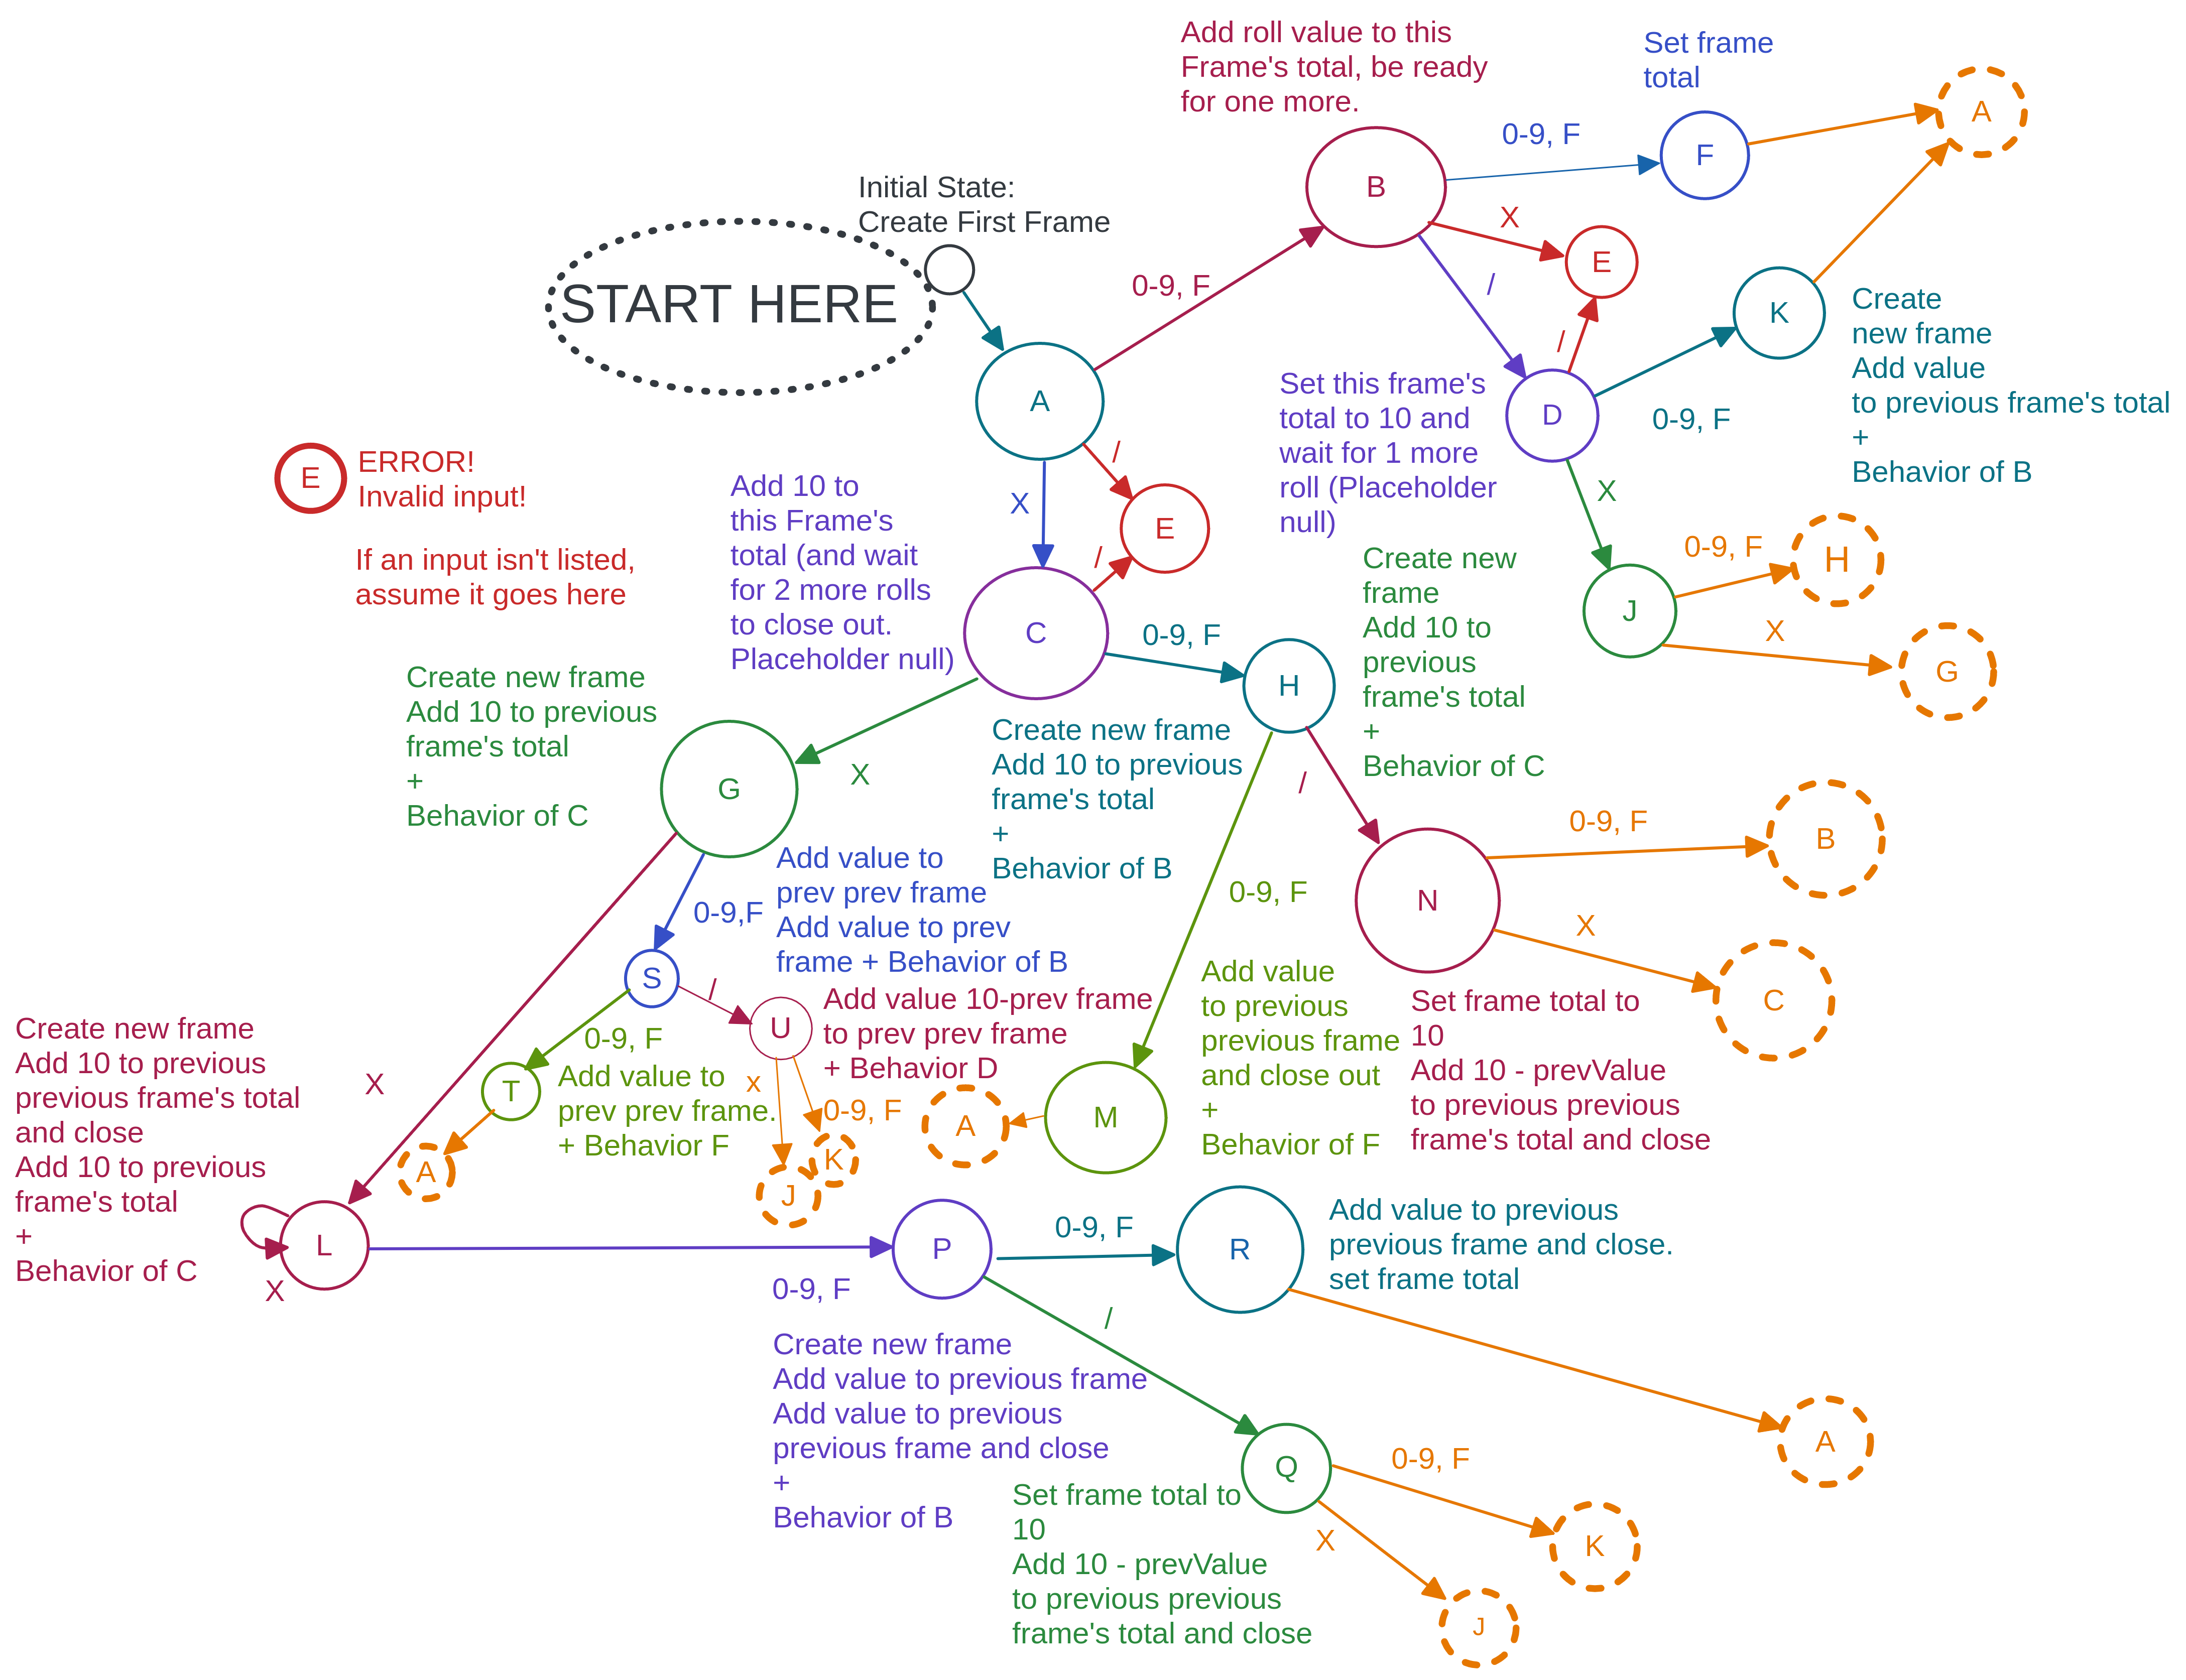 Add roll value to this
Frame's total, be ready
for one more.
Set frame
total
A
0-9, F
F
B
Initial State:
Create First Frame
X
E
START HERE
0-9, F
/
K
Create
new frame
Add value
to previous frame's total
+
Behavior of B
/
A
Set this frame's
total to 10 and
wait for 1 more
roll (Placeholder
null)
D
0-9, F
E
ERROR!
Invalid input!
If an input isn't listed,
assume it goes here
/
X
Add 10 to
this Frame's
total (and wait
for 2 more rolls
to close out.
Placeholder null)
E
/
X
0-9, F
H
Create new
frame
Add 10 to
previous
frame's total
+
Behavior of C
J
X
G
C
0-9, F
H
Create new frame
Add 10 to previous
frame's total
+
Behavior of C
G
X
Create new frame
Add 10 to previous
frame's total
+
Behavior of B
/
0-9, F
B
0-9, F
N
X
C
Add value to
prev prev frame
Add value to prev
frame + Behavior of B
0-9,F
S
/
U
Add value 10-prev frame
to prev prev frame
+ Behavior D
Add value
to previous
previous frame
and close out
+
Behavior of F
Set frame total to
10
Add 10 - prevValue
to previous previous
frame's total and close
Create new frame
Add 10 to previous
previous frame's total
and close
Add 10 to previous
frame's total
+
Behavior of C
X
0-9, F
T
Add value to
prev prev frame.
+ Behavior F
x
0-9, F
A
M
A
K
J
L
X
P
0-9, F
R
Add value to previous
previous frame and close.
set frame total
0-9, F
/
Create new frame
Add value to previous frame
Add value to previous
previous frame and close
+
Behavior of B
A
Q
0-9, F
Set frame total to
10
Add 10 - prevValue
to previous previous
frame's total and close
X
K
J